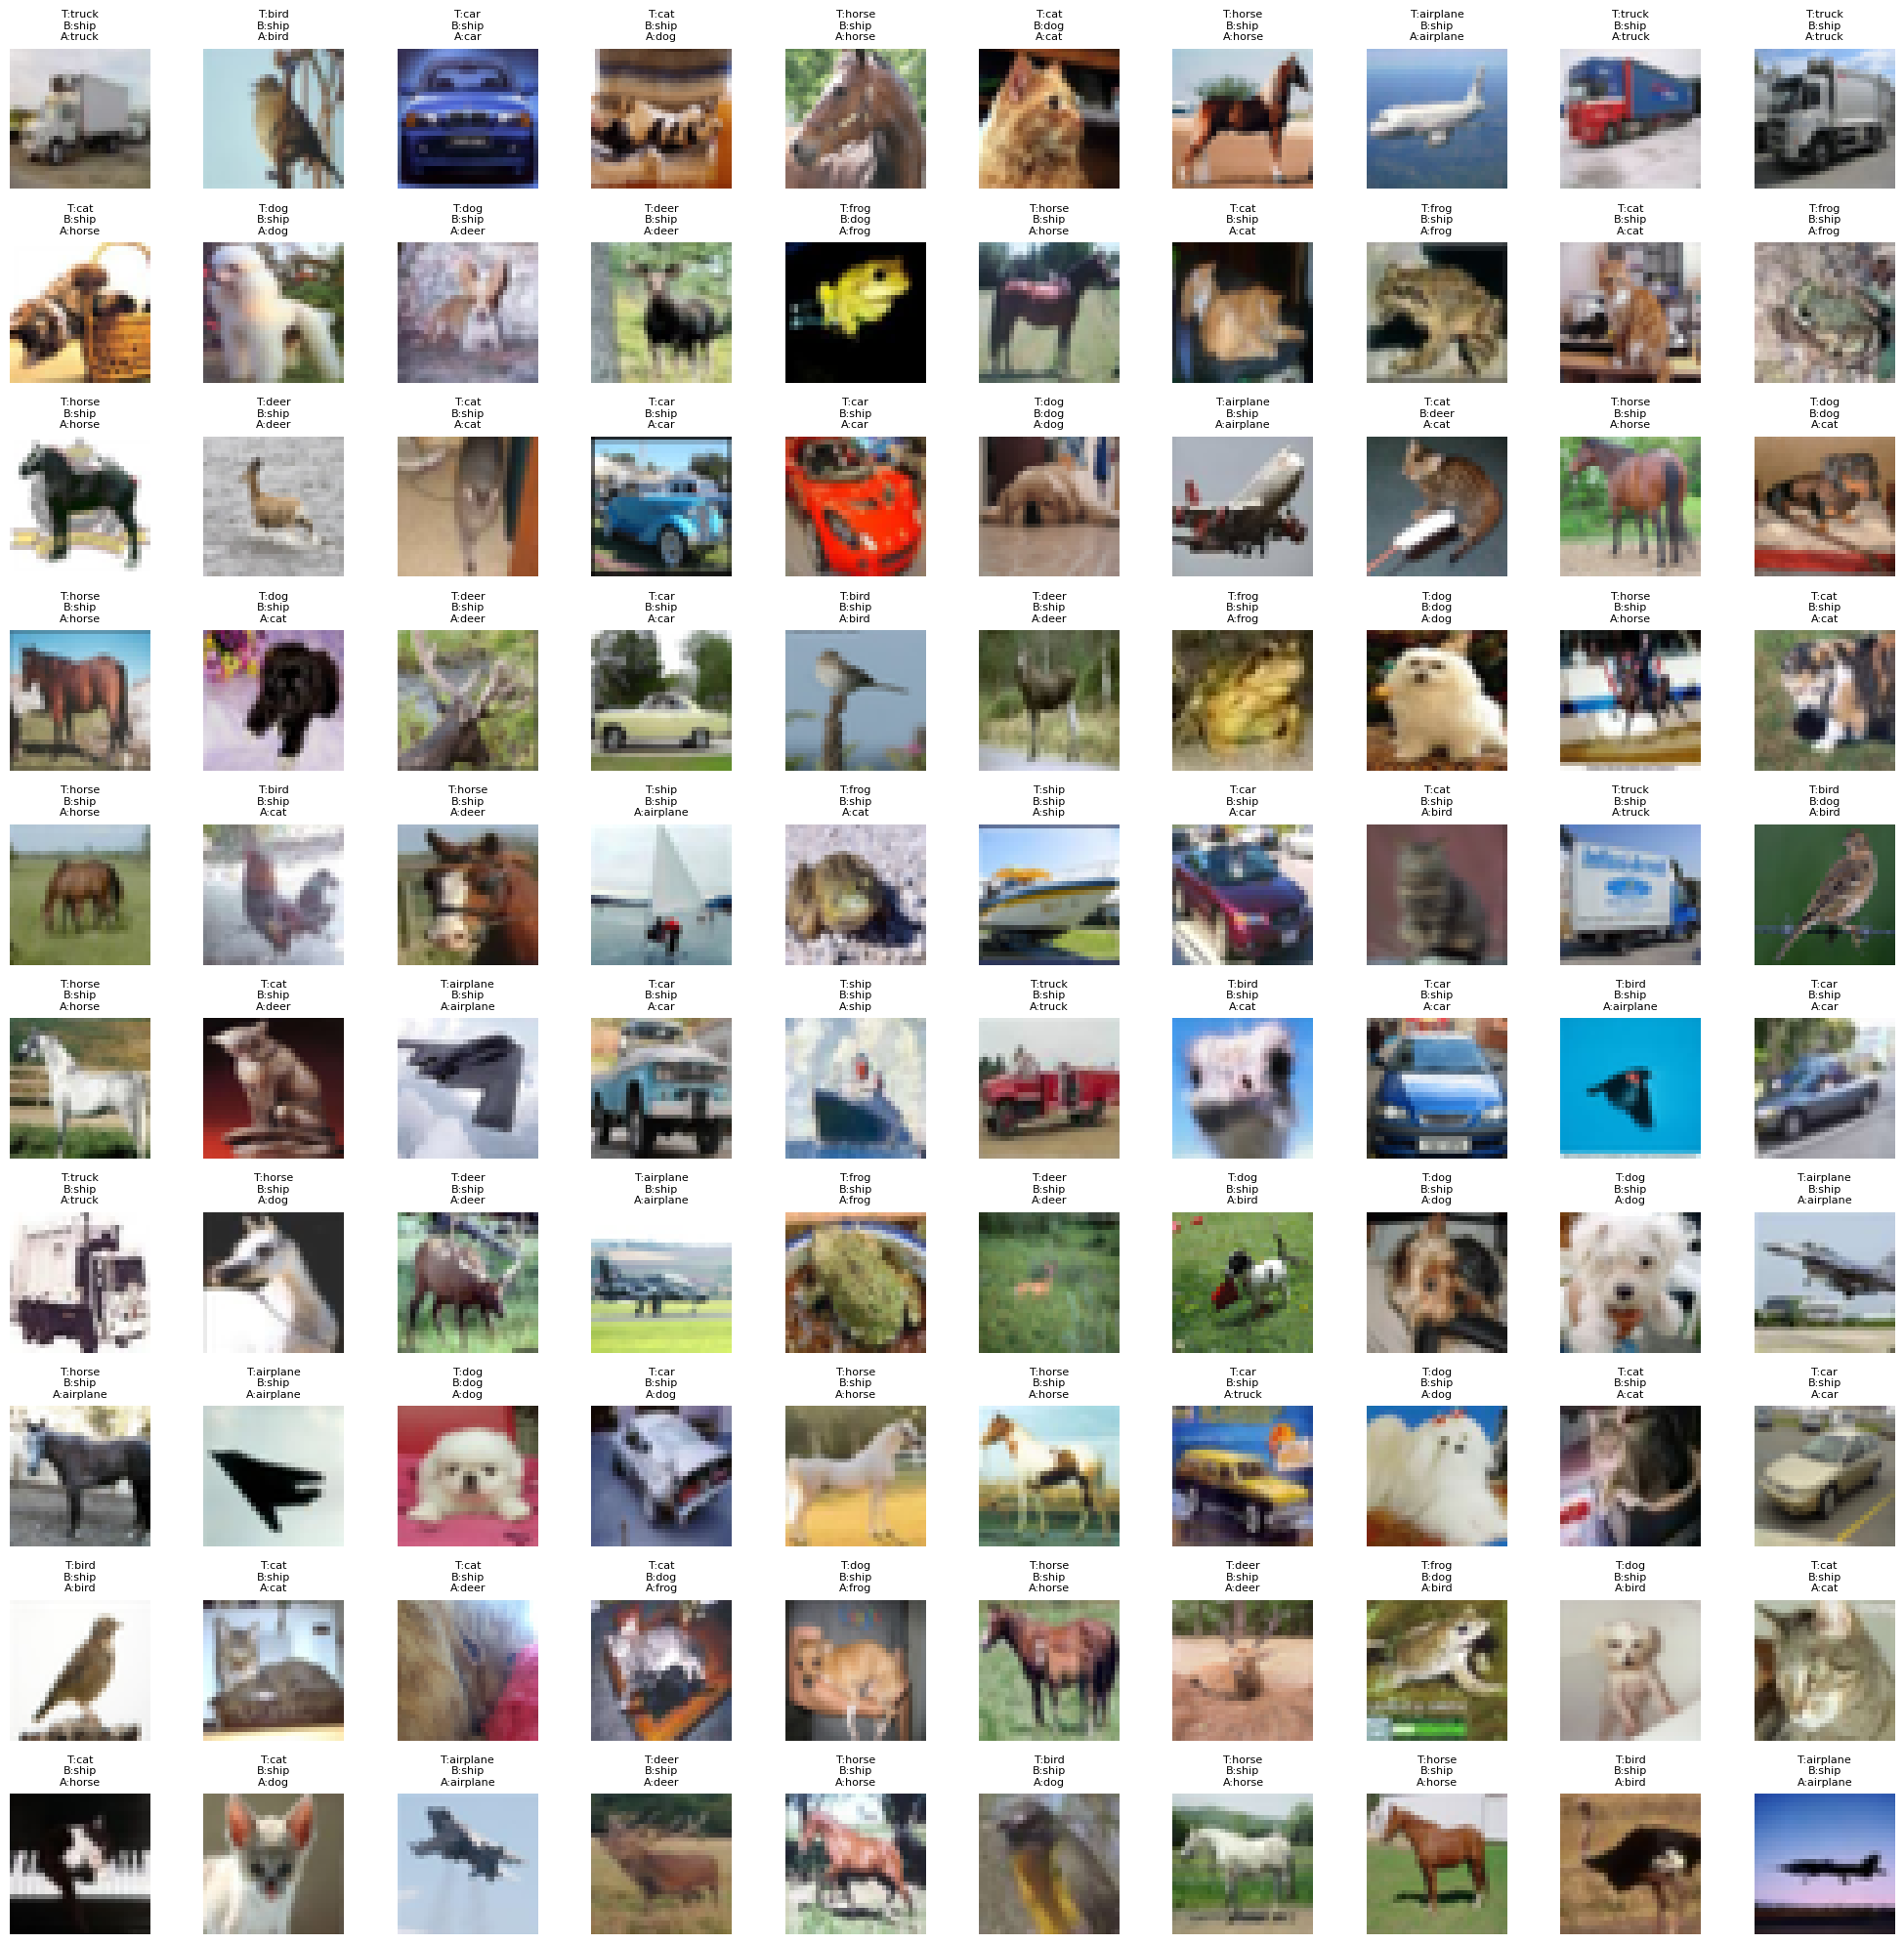 T:truck T:bird T:car T:cat T:horse T:cat T:horse T:airplane T:truck T:truck
B:ship B:ship B:ship B:ship B:ship B:dog B:ship B:ship B:ship B:ship
A:truck A:bird A:car A:dog A:horse A:cat A:horse A:airplane A:truck A:truck
T:cat T:dog T:dog T:deer T:frog T:horse T:cat T:frog T:cat T:frog
B:ship B:ship B:ship B:ship B:dog B:ship B:ship B:ship B:ship B:ship
A:horse A:dog A:deer A:deer A:frog A:horse A:cat A:frog A:cat A:frog
T:horse T:deer T:cat T:car T:car T:dog T:airplane T:cat T:horse T:dog
B:ship B:ship B:ship B:ship B:ship B:dog B:ship B:deer B:ship B:dog
A:horse A:deer A:cat A:car A:car A:dog A:airplane A:cat A:horse A:cat
T:horse T:dog T:deer T:car T:bird T:deer T:frog T:dog T:horse T:cat
B:ship B:ship B:ship B:ship B:ship B:ship B:ship B:dog B:ship B:ship
A:horse A:cat A:deer A:car A:bird A:deer A:frog A:dog A:horse A:cat
T:horse T:bird T:horse T:ship T:frog T:ship T:car T:cat T:truck T:bird
B:ship B:ship B:ship B:ship B:ship B:ship B:ship B:ship B:ship B:dog
A:horse A:cat A:deer A:airplane A:cat A:ship A:car A:bird A:truck A:bird
T:horse T:cat T:airplane T:car T:ship T:truck T:bird T:car T:bird T:car
B:ship B:ship B:ship B:ship B:ship B:ship B:ship B:ship B:ship B:ship
A:horse A:deer A:airplane A:car A:ship A:truck A:cat A:car A:airplane A:car
T:truck T:horse T:deer T:airplane T:frog T:deer T:dog T:dog T:dog T:airplane
B:ship B:ship B:ship B:ship B:ship B:ship B:ship B:ship B:ship B:ship
A:truck A:dog A:deer A:airplane A:frog A:deer A:bird A:dog A:dog A:airplane
T:horse T:airplane T:dog T:car T:horse T:horse T:car T:dog T:cat T:car
B:ship B:ship B:dog B:ship B:ship B:ship B:ship B:ship B:ship B:ship
A:airplane A:airplane A:dog A:dog A:horse A:horse A:truck A:dog A:cat A:car
T:bird T:cat T:cat T:cat T:dog T:horse T:deer T:frog T:dog T:cat
B:ship B:ship B:ship B:dog B:ship B:ship B:ship B:dog B:ship B:ship
A:bird A:cat A:deer A:frog A:frog A:horse A:deer A:bird A:bird A:cat
T:cat T:cat T:airplane T:deer T:horse T:bird T:horse T:horse T:bird T:airplane
B:ship B:ship B:ship B:ship B:ship B:ship B:ship B:ship B:ship B:ship
A:horse A:dog A:airplane A:deer A:horse A:dog A:horse A:horse A:bird A:airplane